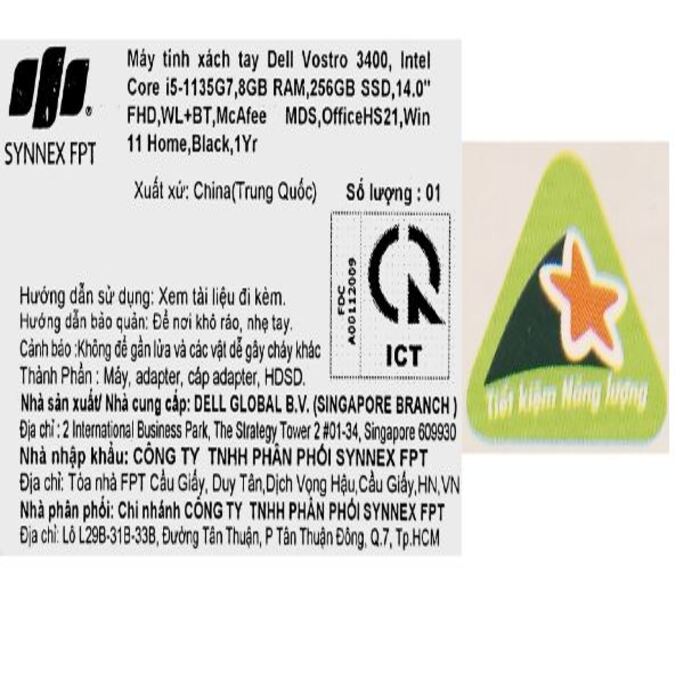 Máy tính xách tay Dell Vostro 3400, Intel
Core i5-1135G7,8GB RAM,256GB SSD,14.0"
FHD,WL+BT,McAfee MDS,OfficeHS21,Win
11 Home,Black,1Yr
SYNNEX FPT
Xuất xứ: China(Trung Quốc) Số lượng : 01
FDC
A00112009
ICT
Hướng dẫn sử dụng: Xem tài liệu đi kèm.
Hướng dẫn bảo quản: Để nơi khô ráo, nhẹ tay.
Cảnh báo :Không để gần lửa và các vật dễ gây cháy khác
Thành Phần : Máy, adapter, cáp adapter, HDSD.
Nhà sản xuất/ Nhà cung cấp: DELL GLOBAL B.V. (SINGAPORE BRANCH )
Địa chỉ : 2 International Business Park, The Strategy Tower 2 #01-34, Singapore 609930
Nhà nhập khẩu: CÔNG TY TNHH PHÂN PHỐI SYNNEX FPT
Địa chỉ: Tòa nhà FPT Cầu Giấy, Duy Tân,Dịch Vọng Hậu,Cầu Giấy,HN,VN
Nhà phân phối: Chi nhánh CÔNG TY TNHH PHÂN PHỐI SYNNEX FPT
Địa chỉ: Lô L29B-31B-33B, Đường Tân Thuận, P Tân Thuận Đông, Q.7, Tp.HCM
Tiết kiệm Năng lượng